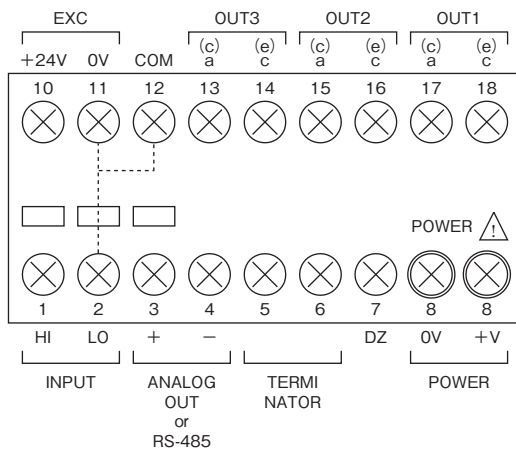 EXC OUT3 OUT2 OUT1
(c) (e) (c) (e) (c) (e)
+24V 0V COM a c a c a c
10 11 12 13 14 15 16 17 18
POWER !
1 2 3 4 5 6 7 8 8
HI LO + − DZ 0V +V
INPUT ANALOG OUT or RS-485 TERMI NATOR POWER